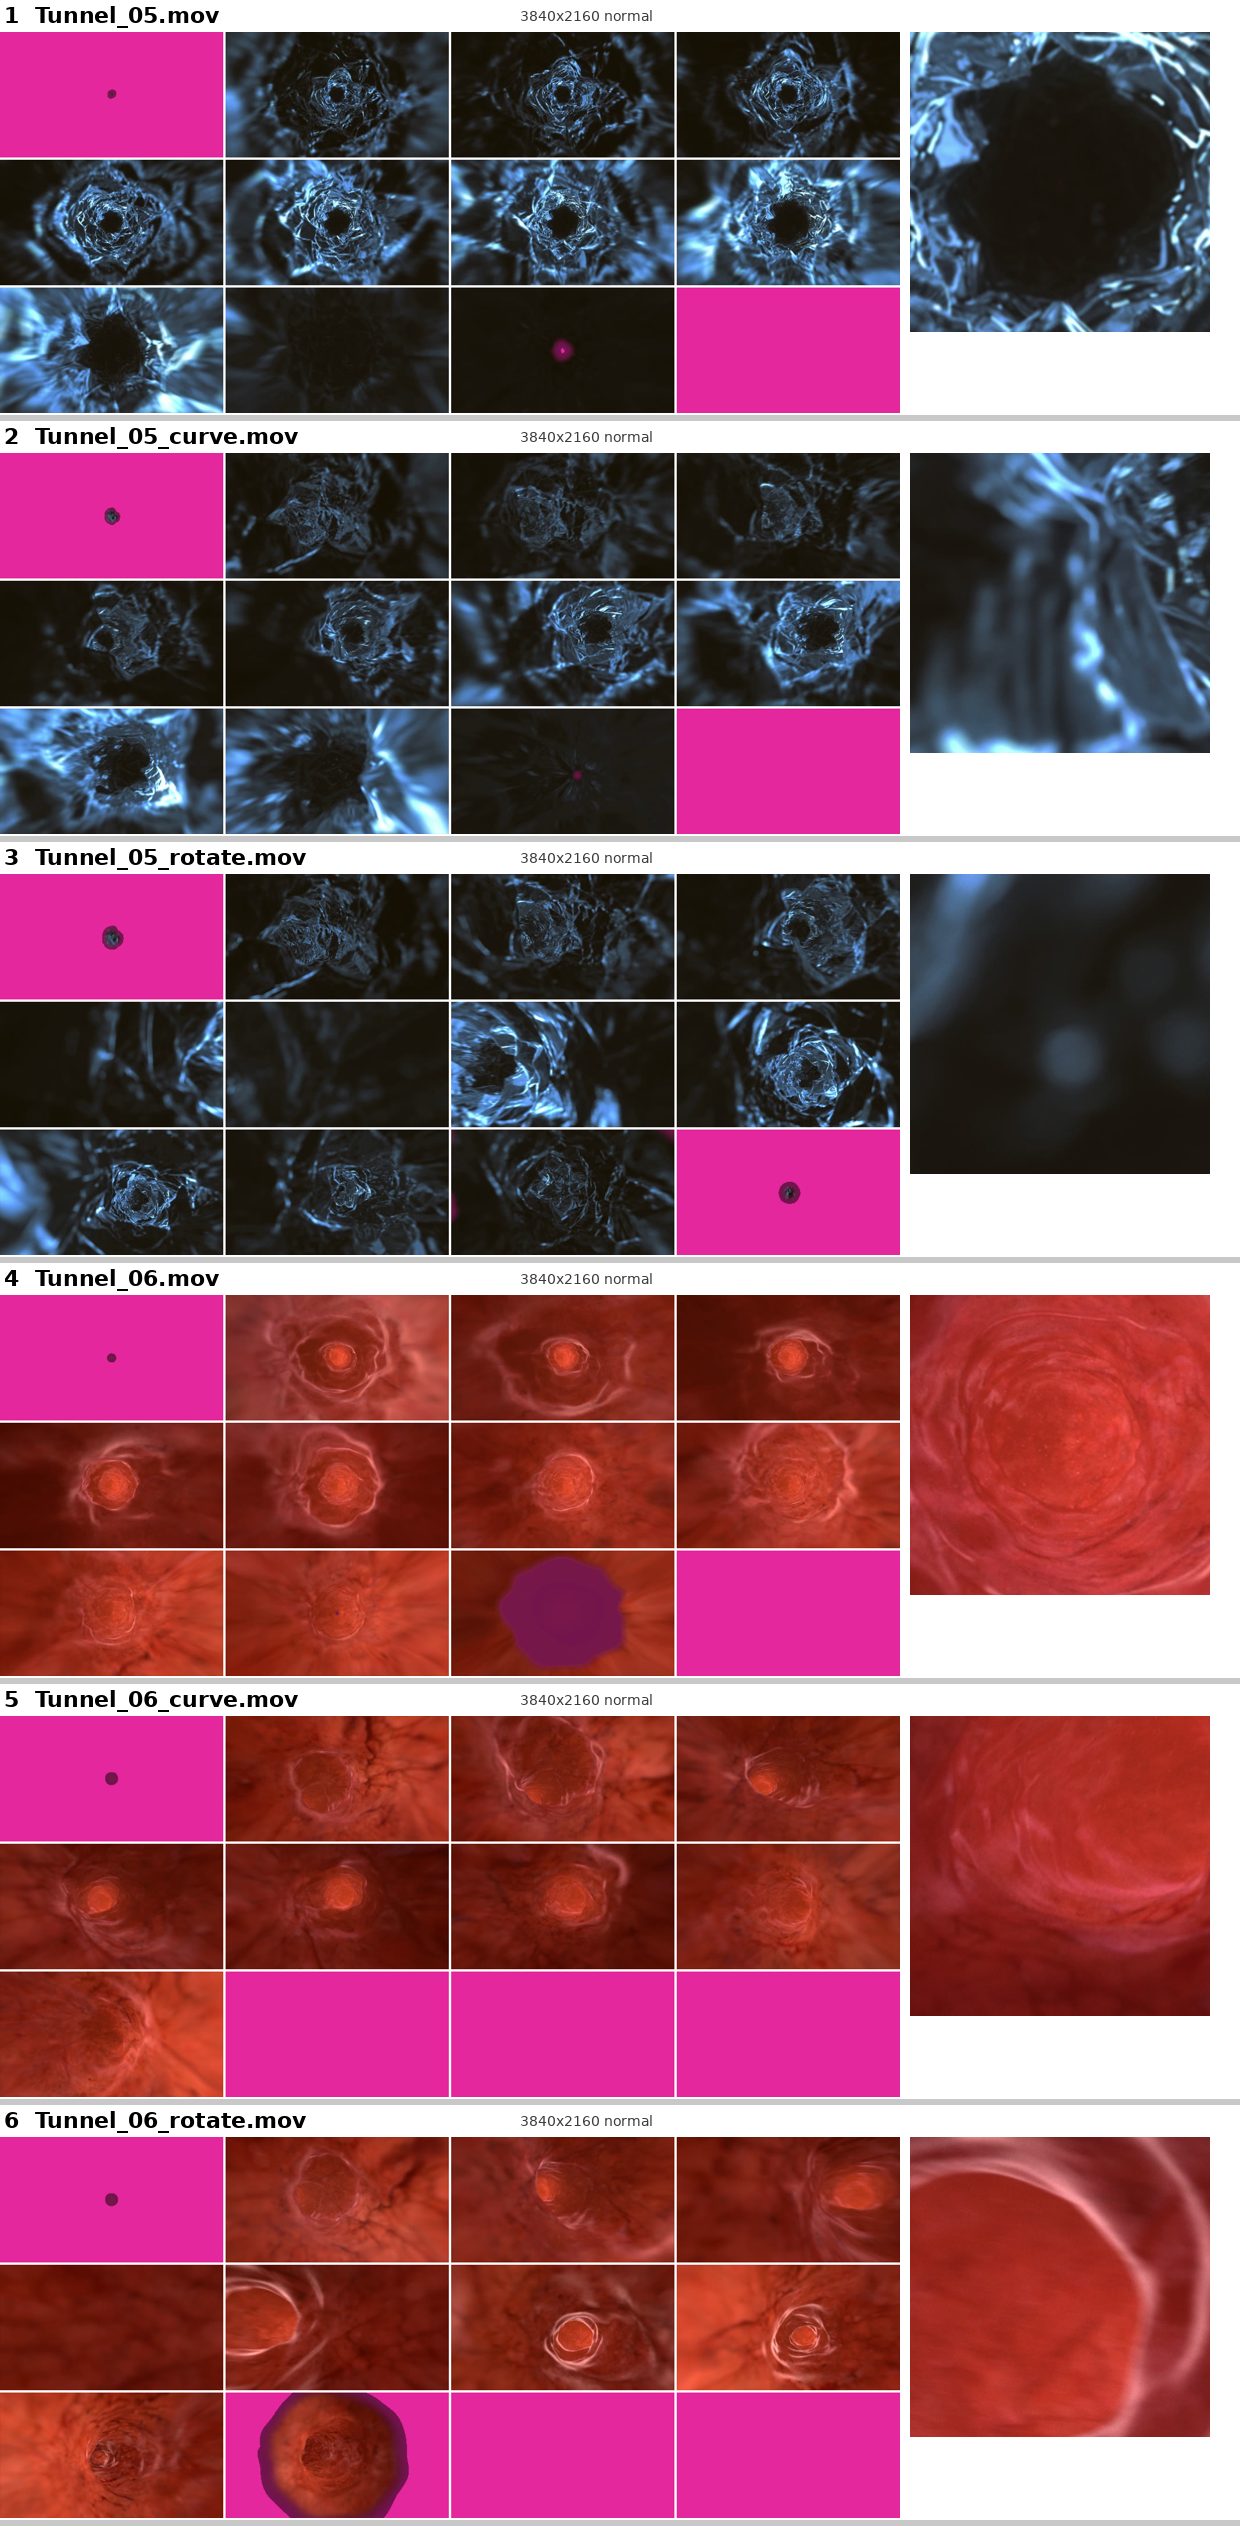 1 Tunnel_05.mov 3840x2160 normal
2 Tunnel_05_curve.mov 3840x2160 normal
3 Tunnel_05_rotate.mov 3840x2160 normal
4 Tunnel_06.mov 3840x2160 normal
5 Tunnel_06_curve.mov 3840x2160 normal
6 Tunnel_06_rotate.mov 3840x2160 normal